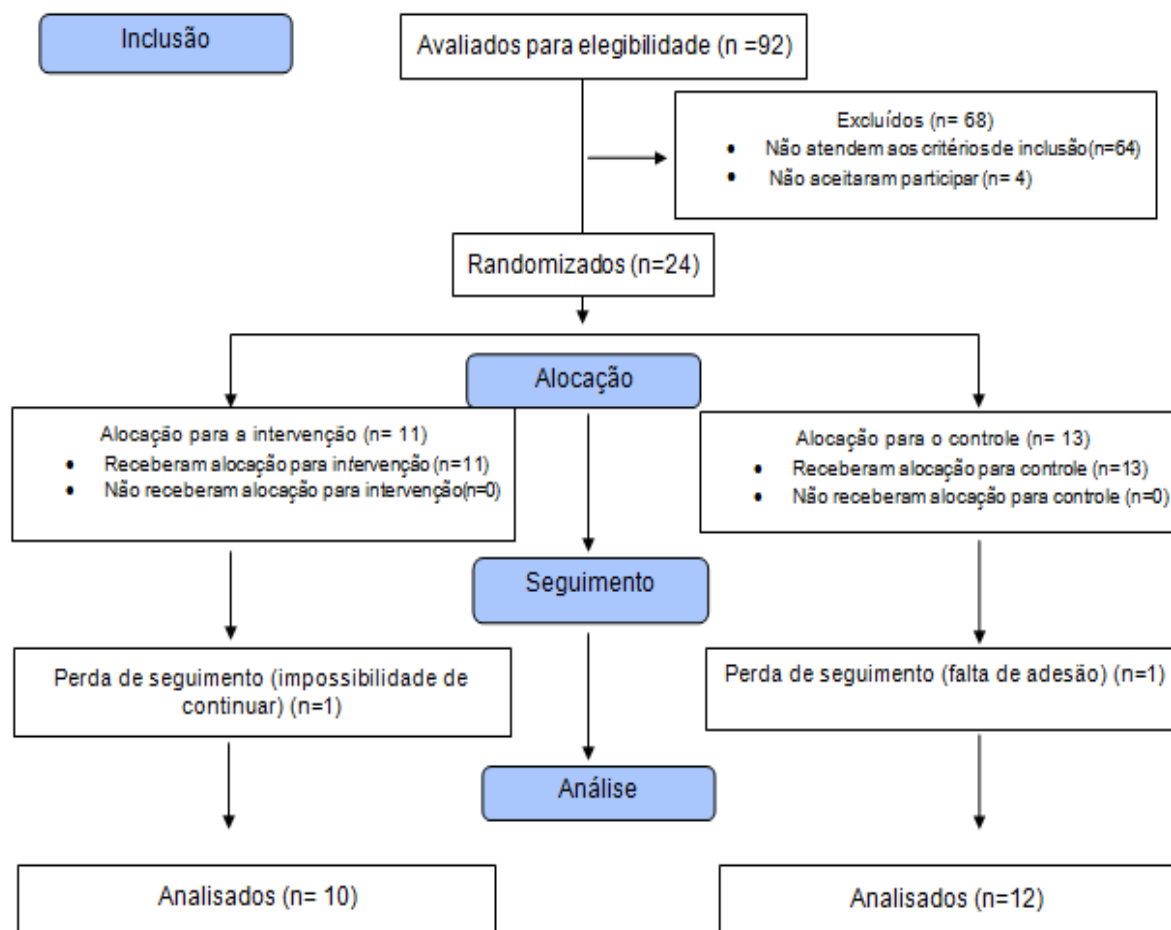 Inclusão
Avaliados para elegibilidade (n =92)
Excluídos (n= 68)
• Não atendem aos critérios de inclusão(n=64)
• Não aceitaram participar (n= 4)
Randomizados (n=24)
Alocação
Alocação para a intervenção (n= 11)
• Receberam alocação para intervenção (n=11)
• Não receberam alocação para intervenção(n=0)
Alocação para o controle (n= 13)
• Receberam alocação para controle (n=13)
• Não receberam alocação para controle (n=0)
Seguimento
Perda de seguimento (impossibilidade de
continuar) (n=1)
Perda de seguimento (falta de adesão) (n=1)
Análise
Analisados (n= 10)
Analisados (n=12)